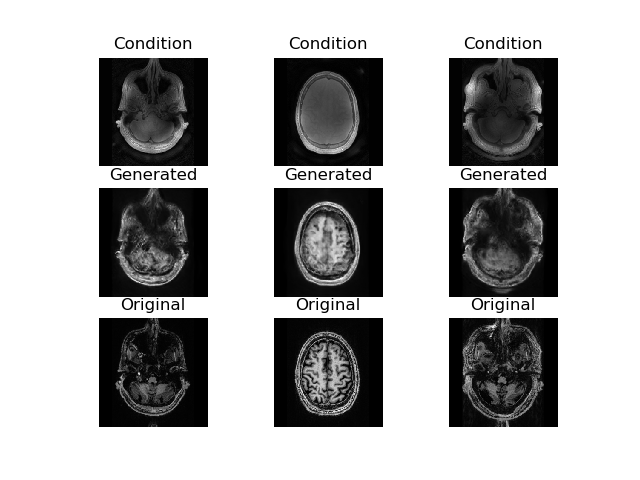 Condition Condition Condition
Generated Generated Generated
Original Original Original